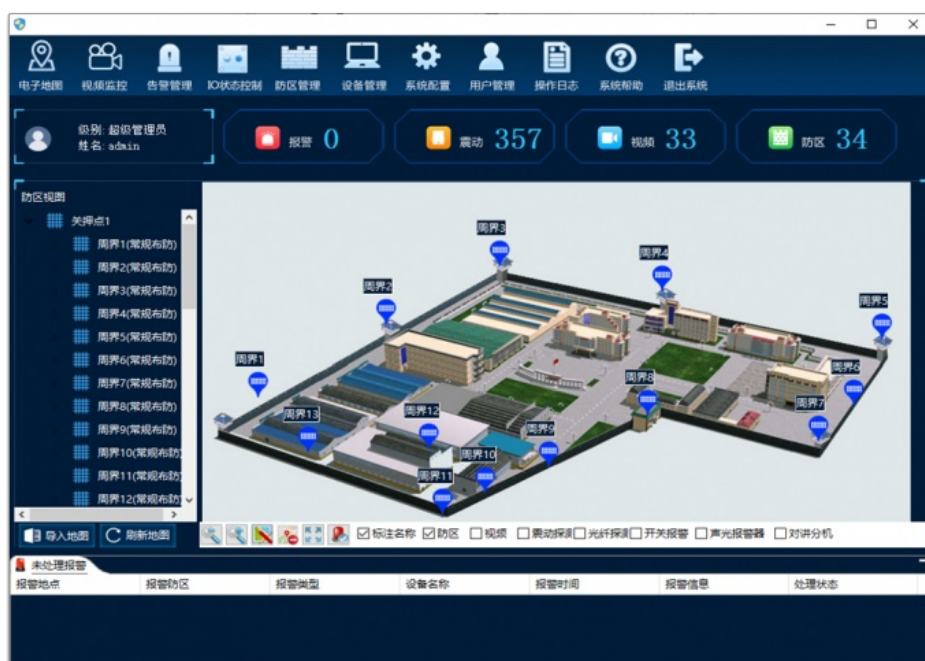 电子地图 视频监控 告警管理 IO状态控制 防区管理 设备管理 系统配置 用户管理 操作日志 系统帮助 退出系统
级别: 超级管理员
姓名: admin
报警 0 震动 357 视频 33 防区 34
防区视图
关押点1
周界1(常规布防)
周界2(常规布防)
周界3(常规布防)
周界4(常规布防)
周界5(常规布防)
周界6(常规布防)
周界7(常规布防)
周界8(常规布防)
周界9(常规布防)
周界10(常规布防)
周界11(常规布防)
周界12(常规布防)
周界3
周界4
周界2
周界5
周界1
周界6
周界8
周界7
周界13
周界12
周界9
周界10
周界11
导入地图 刷新地图
标注名称 防区 视频 震动探测 光纤探测 开关报警 声光报警器 对讲分机
未处理报警
报警地点 报警防区 报警类型 设备名称 报警时间 报警信息 处理状态